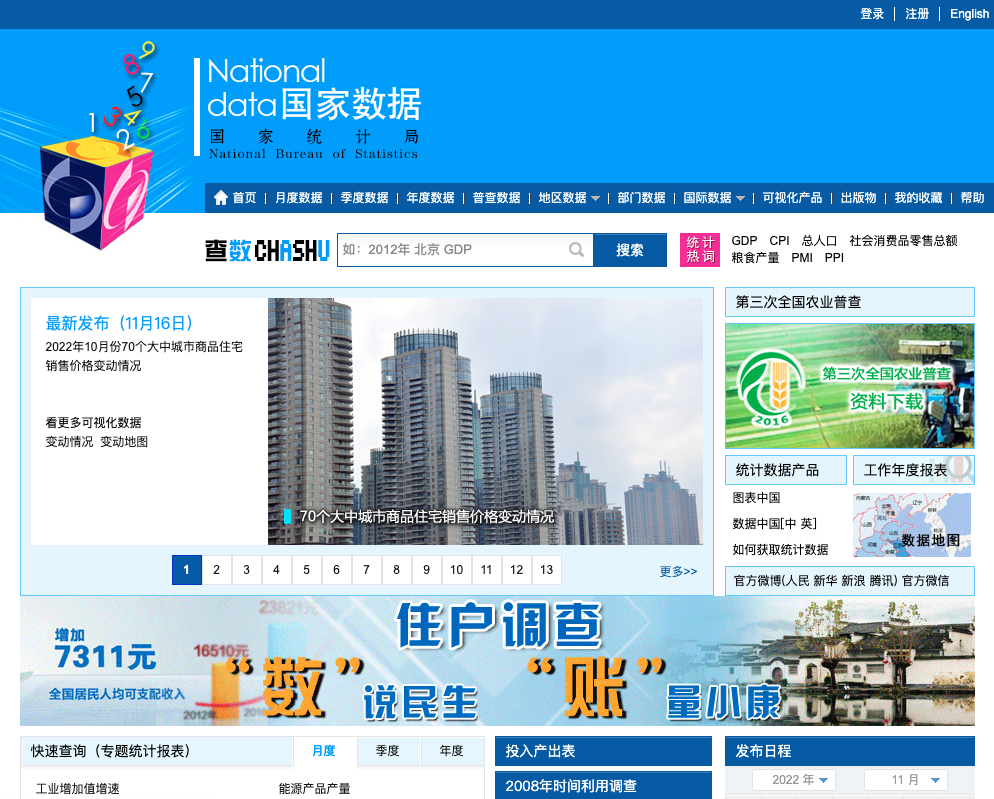 登录 注册 English
9
8
7
5
1 3 4
2 6
National
data国家数据
国家统计局
National Bureau of Statistics
首页 月度数据 季度数据 年度数据 普查数据 地区数据 部门数据 国际数据 可视化产品 出版物 我的收藏 帮助
查数CHASHU
如：2012年 北京 GDP
搜索
统计
热词
GDP CPI 总人口 社会消费品零售总额
粮食产量 PMI PPI
最新发布（11月16日）
2022年10月份70个大中城市商品住宅
销售价格变动情况
看更多可视化数据
变动情况 变动地图
70个大中城市商品住宅销售价格变动情况
1 2 3 4 5 6 7 8 9 10 11 12 13
更多>>
第三次全国农业普查
第三次全国农业普查
资料下载
2016
统计数据产品
工作年度报表
图表中国
数据中国[中 英]
如何获取统计数据
数据地图
官方微博(人民 新华 新浪 腾讯) 官方微信
23821元
增加
7311元
16510元
全国居民人均可支配收入
2012年
住户调查
“数”说民生 “账”量小康
快速查询（专题统计报表）
月度 季度 年度
工业增加值增速
能源产品产量
投入产出表
2008年时间利用调查
发布日程
2022 年
11 月